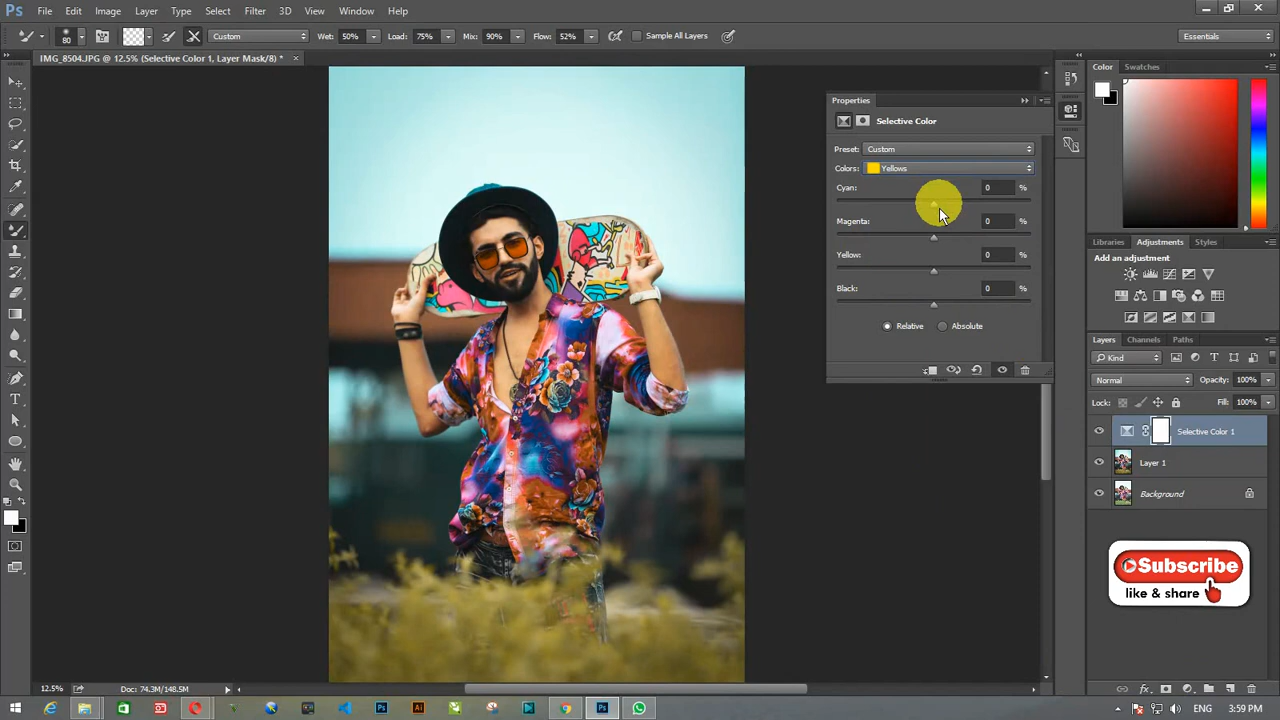 Ps File Edit Image Layer Type Select Filter 3D View Window Help
80 Custom Wet: 50% Load: 75% Mix: 90% Flow: 52% Sample All Layers Essentials
IMG_8504.JPG @ 12.5% (Selective Color 1, Layer Mask/8) *
Properties
Selective Color
Preset: Custom
Colors: Yellows
Cyan: 0 %
Magenta: 0 %
Yellow: 0 %
Black: 0 %
Relative Absolute
Color Swatches
Libraries Adjustments Styles
Add an adjustment
Layers Channels Paths
Kind
Normal Opacity: 100%
Lock: Fill: 100%
Selective Color 1
Layer 1
Background
Subscribe
like & share
12.5% Doc: 74.3M/148.5M
ENG 3:59 PM